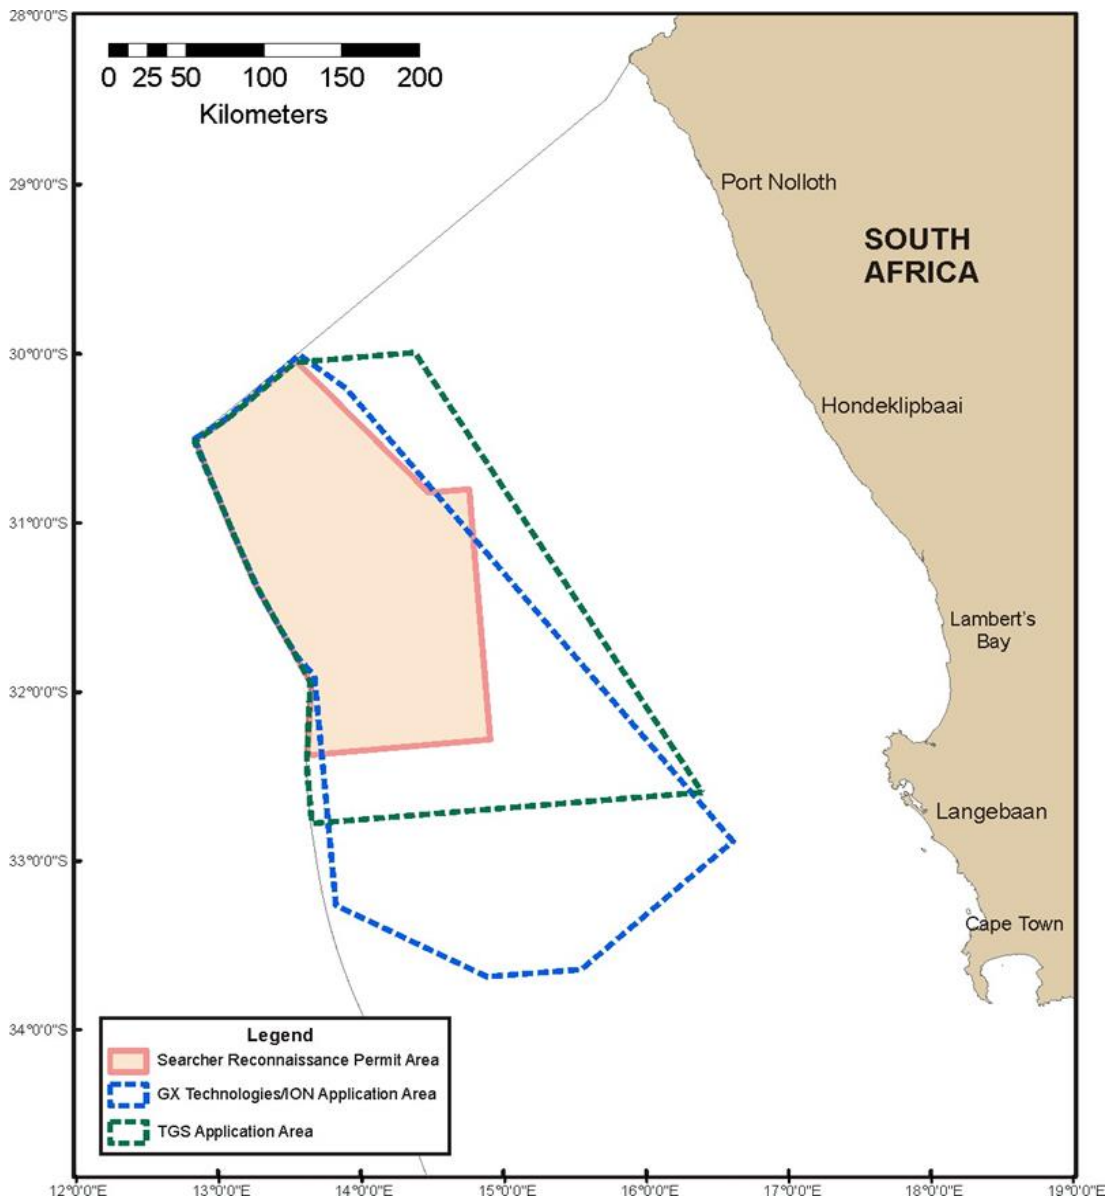 28°0'0"S
0 25 50 100 150 200
Kilometers
29°0'0"S
Port Nolloth
SOUTH
AFRICA
30°0'0"S
Hondeklipbaai
31°0'0"S
Lambert's
Bay
32°0'0"S
Langebaan
33°0'0"S
Cape Town
34°0'0"S
Legend
Searcher Reconnaissance Permit Area
GX Technologies/ION Application Area
TGS Application Area
12°0'0"E 13°0'0"E 14°0'0"E 15°0'0"E 16°0'0"E 17°0'0"E 18°0'0"E 19°0'0"E